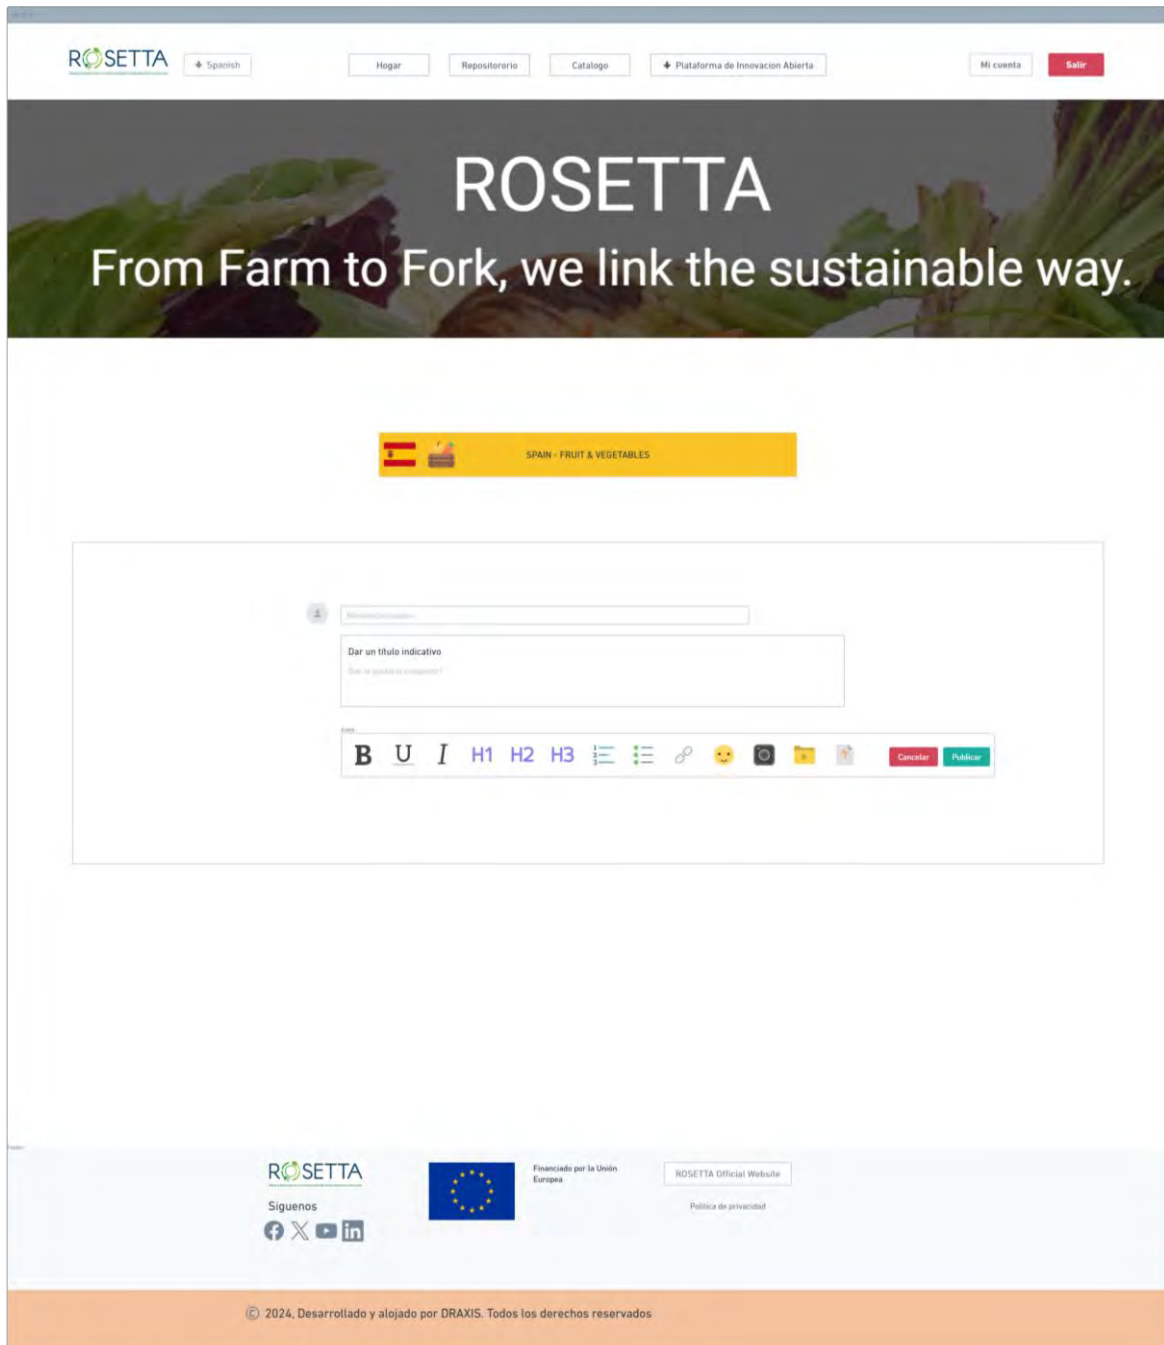 ROSETTA
Spanish
Hogar
Repositororio
Catalogo
Plataforma de Innovacion Abierta
Mi cuenta
Salir
ROSETTA
From Farm to Fork, we link the sustainable way.
SPAIN - FRUIT & VEGETABLES
Dar un título indicativo
B U I H1 H2 H3
Cancelar
Publicar
ROSETTA
Siguenos
Financiado por la Unión
Europea
ROSETTA Official Website
Política de privacidad
© 2024, Desarrollado y alojado por DRAXIS. Todos los derechos reservados